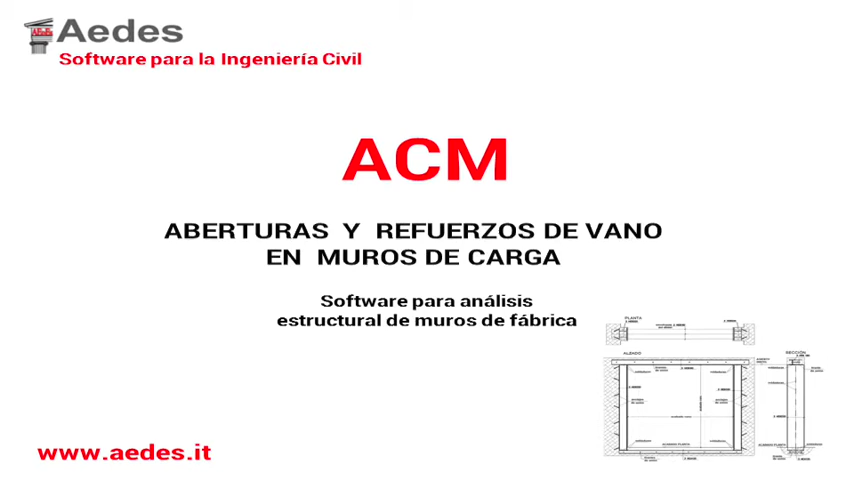 Aedes
Software para la Ingeniería Civil
ACM
ABERTURAS Y REFUERZOS DE VANO
EN MUROS DE CARGA
Software para análisis
estructural de muros de fábrica
PLANTA
ALZADO
SECCIÓN
www.aedes.it